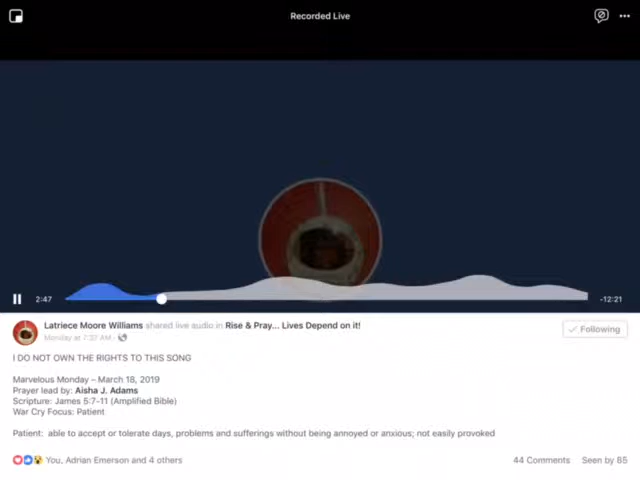 Recorded Live
2:47
-12:21
Latriece Moore Williams shared live audio in Rise & Pray... Lives Depend on it!
Monday at 7:32 AM ·
Following
I DO NOT OWN THE RIGHTS TO THIS SONG
Marvelous Monday – March 18, 2019
Prayer lead by: Aisha J. Adams
Scripture: James 5:7-11 (Amplified Bible)
War Cry Focus: Patient
Patient: able to accept or tolerate days, problems and sufferings without being annoyed or anxious; not easily provoked
You, Adrian Emerson and 4 others
44 Comments Seen by 85